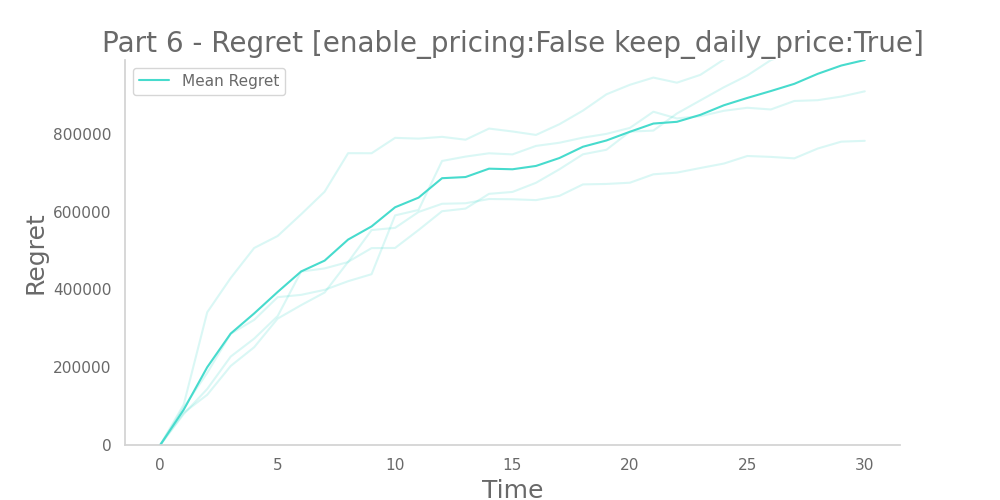 Part 6 - Regret [enable_pricing:False keep_daily_price:True]
Mean Regret
800000
600000
400000
200000
0
Regret
0 5 10 15 20 25 30
Time